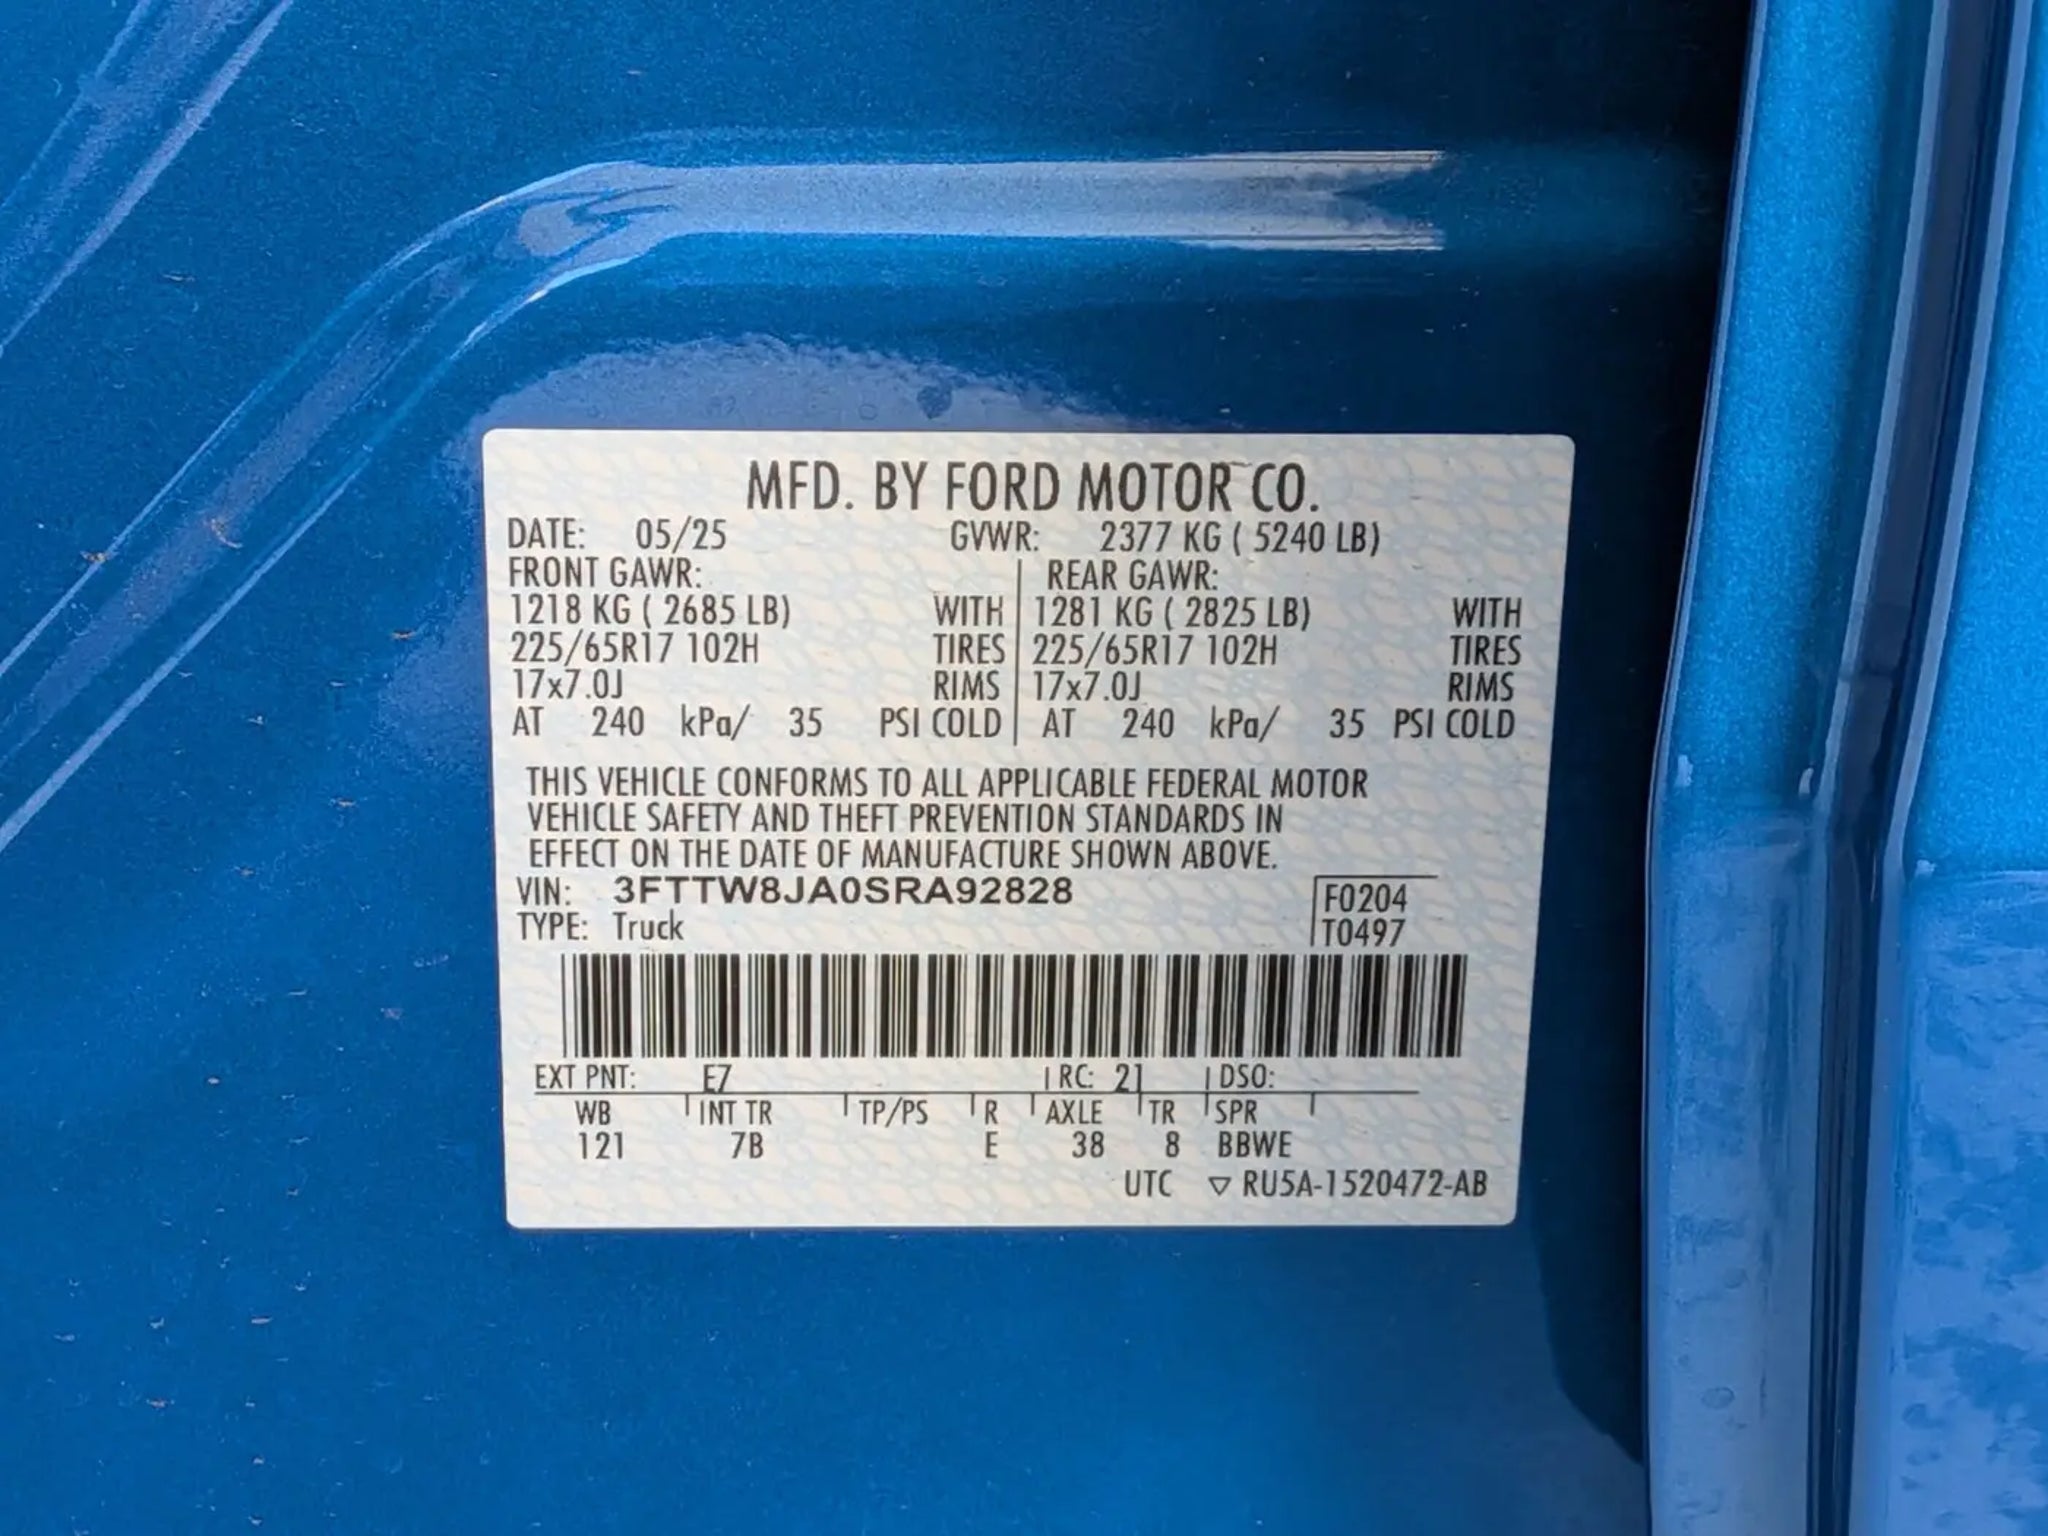 MFD. BY FORD MOTOR CO.
DATE: 05/25 GVWR: 2377 KG ( 5240 LB)
FRONT GAWR: REAR GAWR:
1218 KG ( 2685 LB) WITH 1281 KG ( 2825 LB) WITH
225/65R17 102H TIRES 225/65R17 102H TIRES
17x7.0J RIMS 17x7.0J RIMS
AT 240 kPa/ 35 PSI COLD AT 240 kPa/ 35 PSI COLD
THIS VEHICLE CONFORMS TO ALL APPLICABLE FEDERAL MOTOR
VEHICLE SAFETY AND THEFT PREVENTION STANDARDS IN
EFFECT ON THE DATE OF MANUFACTURE SHOWN ABOVE.
VIN: 3FTTW8JA0SRA92828 F0204
TYPE: Truck T0497
EXT PNT: E7 RC: 21 DSO:
WB INT TR TP/PS R AXLE TR SPR
121 7B E 38 8 BBWE
UTC ▽ RU5A-1520472-AB